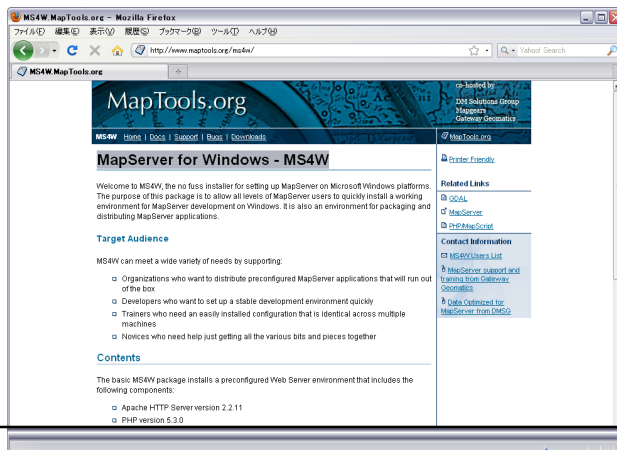 MS4W.MapTools.org - Mozilla Firefox
ファイル(F) 編集(E) 表示(V) 履歴(S) ブックマーク(B) ツール(T) ヘルプ(H)
http://www.maptools.org/ms4w/
Yahoo! Search
MS4W.MapTools.org
MapTools.org
co-hosted by
DM Solutions Group
Mapgears
Gateway Geomatics
MS4W Home | Docs | Support | Bugs | Downloads
MapTools.org
MapServer for Windows - MS4W
Welcome to MS4W, the no fuss installer for setting up MapServer on Microsoft Windows platforms.
The purpose of this package is to allow all levels of MapServer users to quickly install a working
environment for MapServer development on Windows. It is also an environment for packaging and
distributing MapServer applications.
Target Audience
MS4W can meet a wide variety of needs by supporting:
Organizations who want to distribute preconfigured MapServer applications that will run out
of the box
Developers who want to set up a stable development environment quickly
Trainers who need an easily installed configuration that is identical across multiple
machines
Novices who need help just getting all the various bits and pieces together
Contents
The basic MS4W package installs a preconfigured Web Server environment that includes the
following components:
Apache HTTP Server version 2.2.11
PHP version 5.3.0
Printer Friendly
Related Links
GDAL
MapServer
PHP/MapScript
Contact Information
MS4W Users List
MapServer support and
training from Gateway
Geomatics
Data Optimized for
MapServer from DMSG